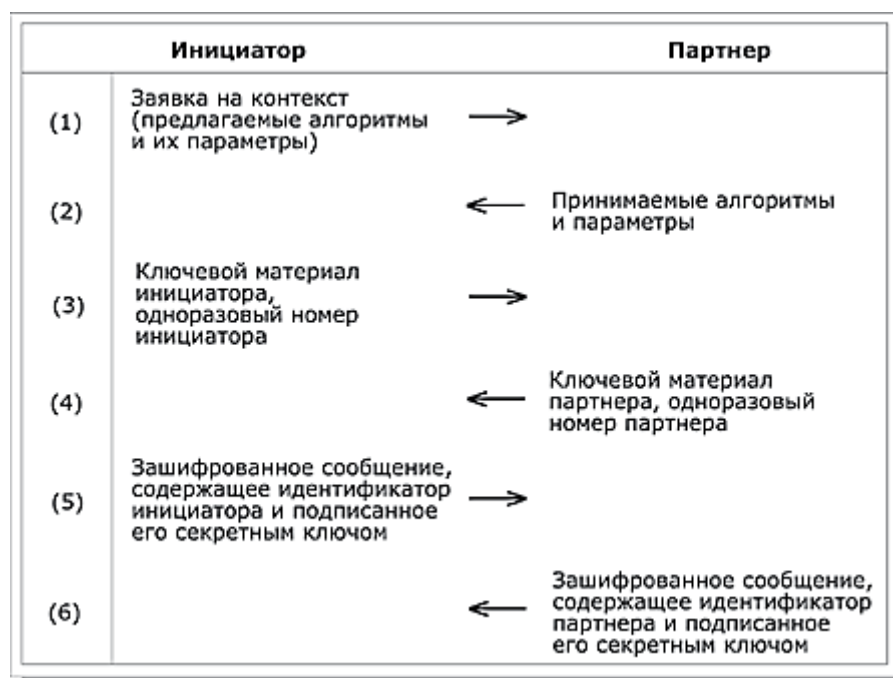 Инициатор
Партнер
(1)
Заявка на контекст
(предлагаемые алгоритмы
и их параметры)
(2)
Принимаемые алгоритмы
и параметры
(3)
Ключевой материал
инициатора,
одноразовый номер
инициатора
(4)
Ключевой материал
партнера, одноразовый
номер партнера
(5)
Зашифрованное сообщение,
содержащее идентификатор
инициатора и подписанное
его секретным ключом
(6)
Зашифрованное сообщение,
содержащее идентификатор
партнера и подписанное
его секретным ключом